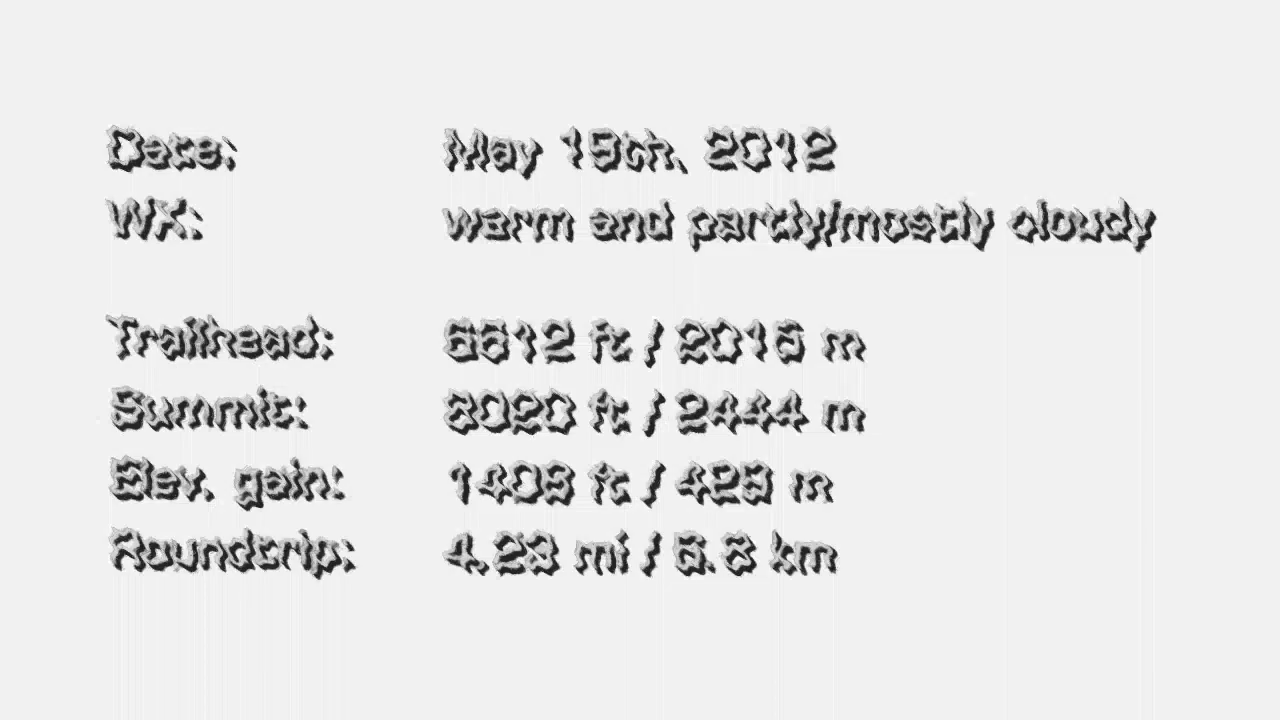 Date: May 2012
WX: warm and partly/mostly cloudy
Trailhead: 6612 ft / 2015 m
Summit: 8020 ft / 2444 m
Elev. gain: 1408 ft / 429 m
Roundtrip: 4.23 mi / 6.8 km